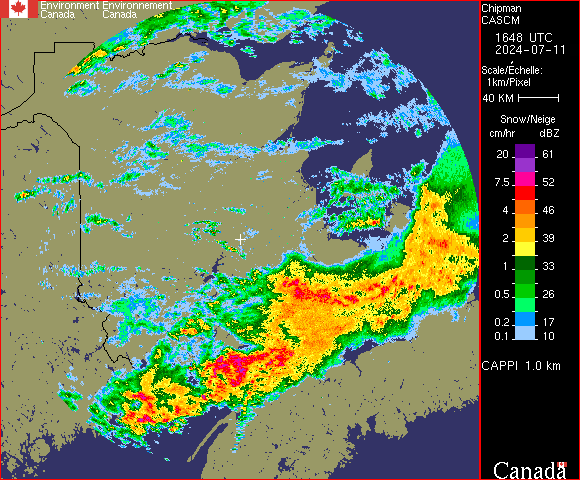 Environment Environnement
Canada Canada
Chipman
CASCM
1648 UTC
2024-07-11
Scale/Échelle:
1km/Pixel
40 KM
Snow/Neige
cm/hr dBZ
20 61
7.5 52
4 46
2 39
1 33
0.5 26
0.2 17
0.1 10
CAPPI 1.0 km
Canada